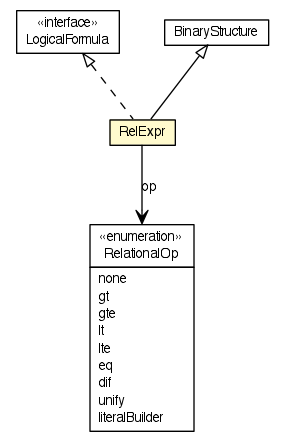 «interface»
LogicalFormula
BinaryStructure
RelExpr
op
«enumeration»
RelationalOp
none
gt
gte
lt
lte
eq
dif
unify
literalBuilder